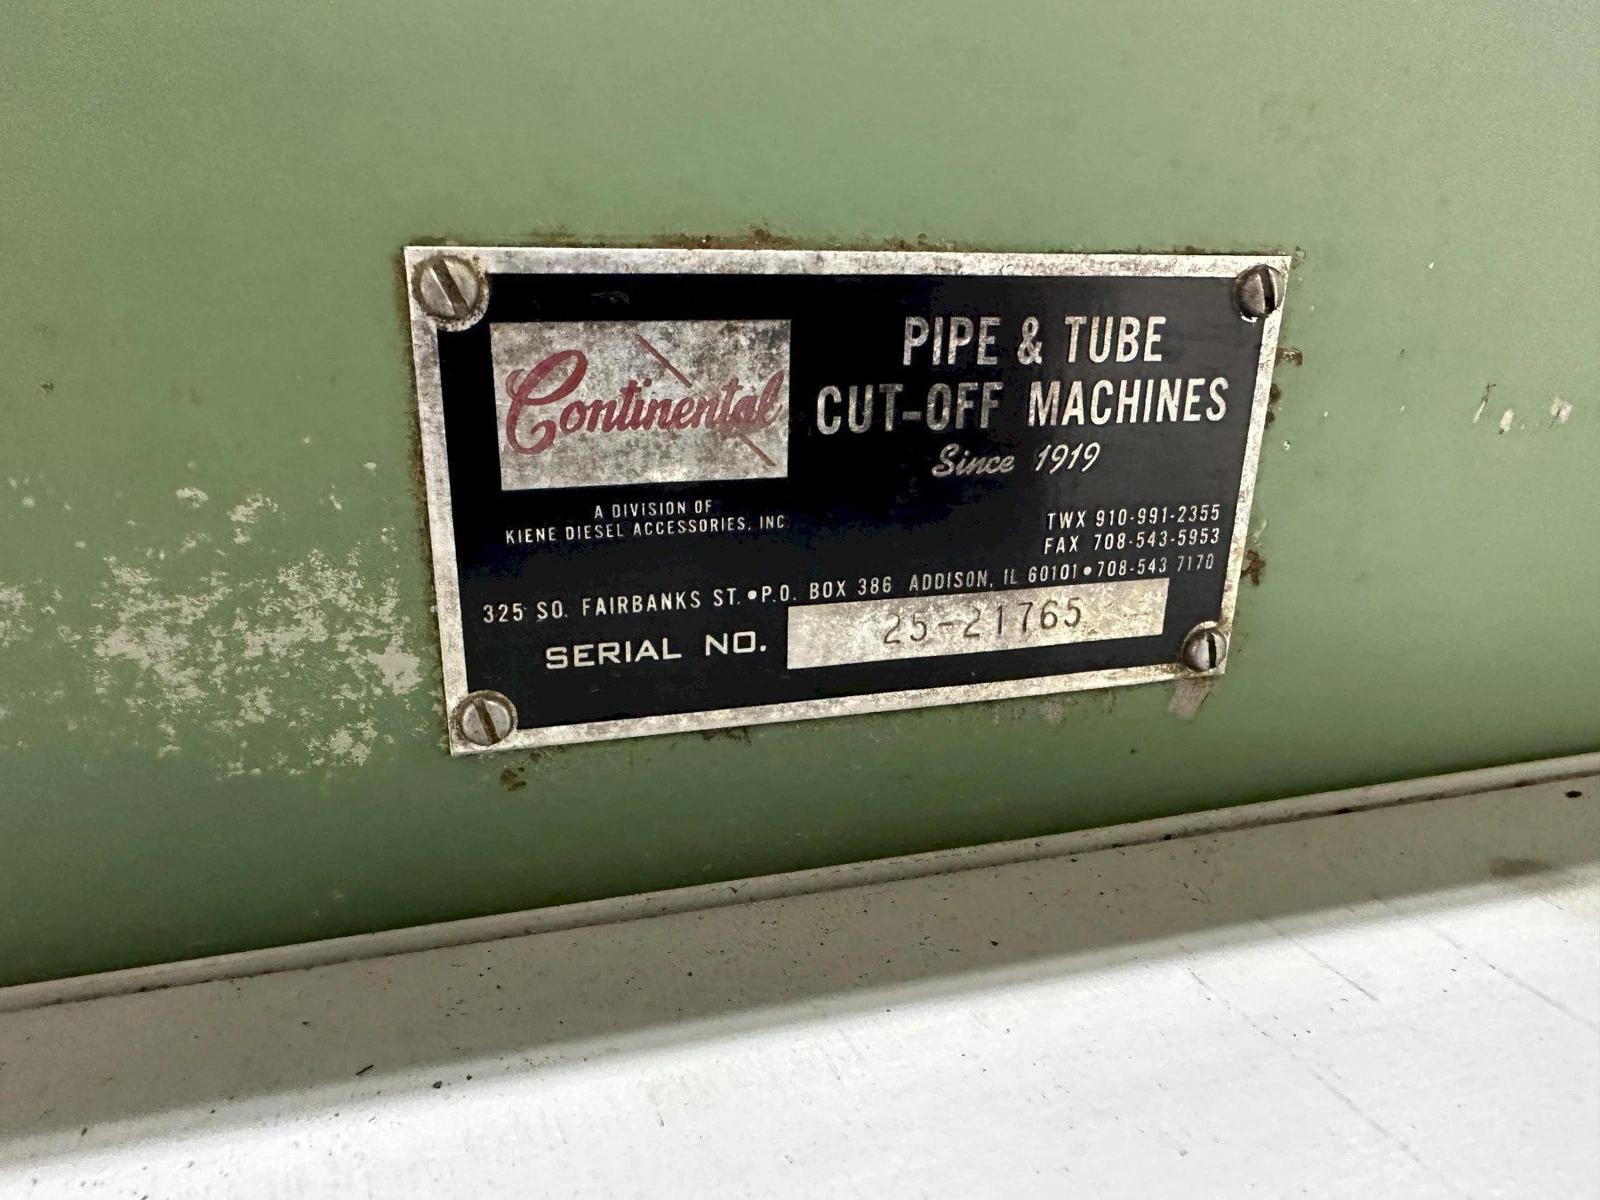 Continental
PIPE & TUBE
CUT-OFF MACHINES
Since 1919
A DIVISION OF
KIENE DIESEL ACCESSORIES, INC.
TWX 910-991-2355
FAX 708-543-5953
325 SO. FAIRBANKS ST. • P.O. BOX 386 ADDISON, IL 60101 • 708-543 7170
SERIAL NO. 25-21765